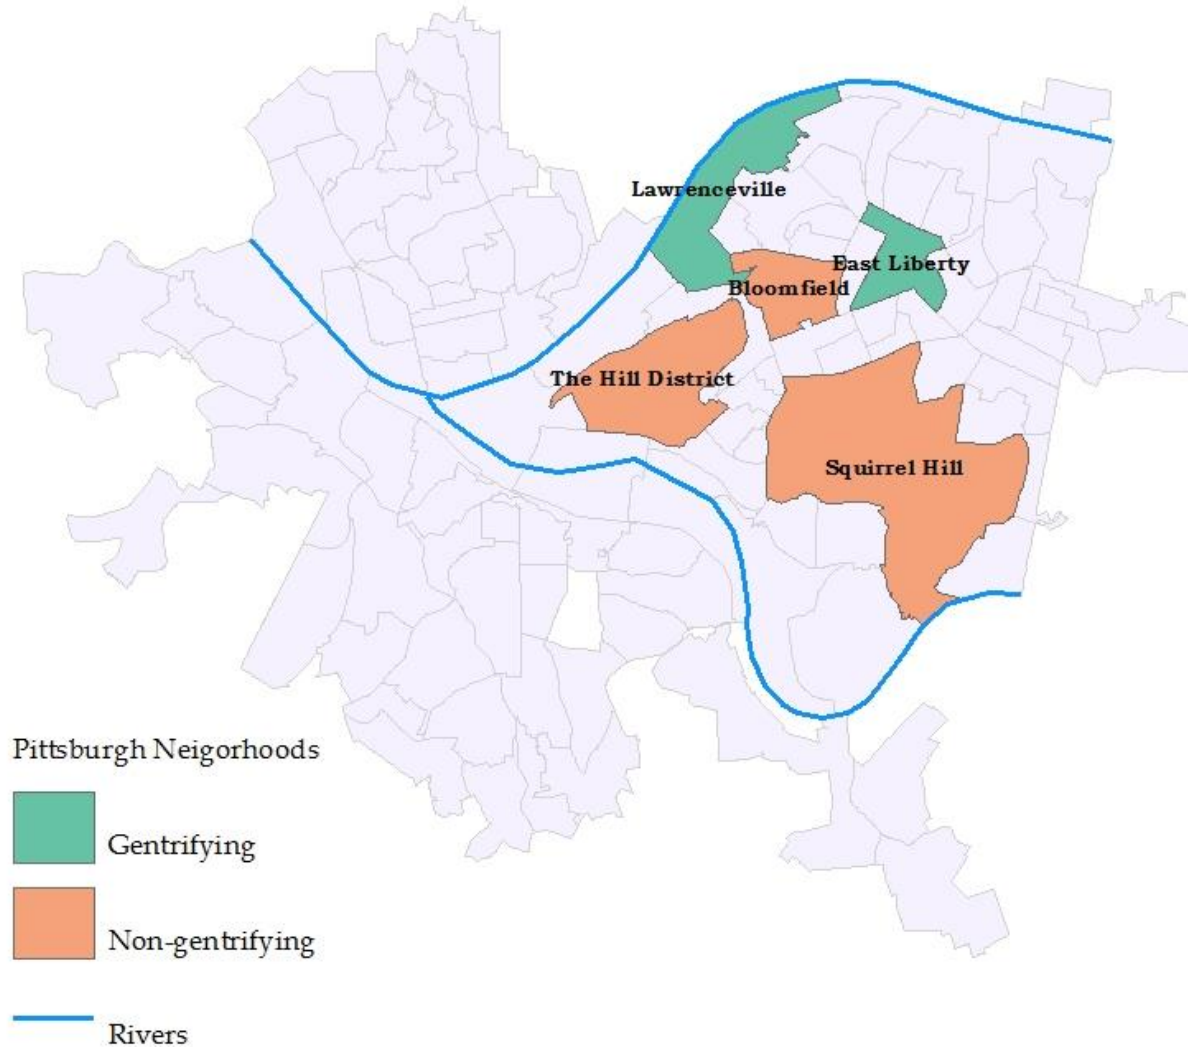 Lawrenceville
East Liberty
Bloomfield
The Hill District
Squirrel Hill
Pittsburgh Neigorhoods
Gentrifying
Non-gentrifying
Rivers